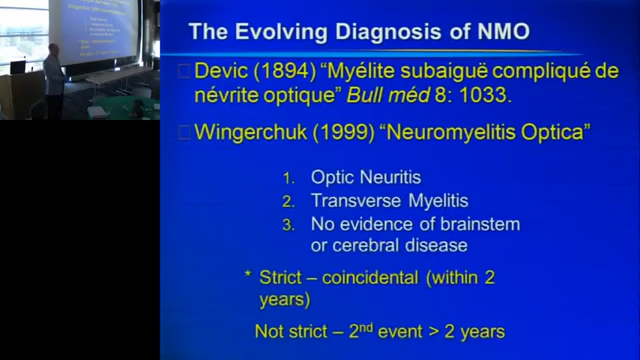 The Evolving Diagnosis of NMO
Devic (1894) “Myélite subaiguë compliqué de
névrite optique” Bull méd 8: 1033.
Wingerchuk (1999) “Neuromyelitis Optica”
1. Optic Neuritis
2. Transverse Myelitis
3. No evidence of brainstem
or cerebral disease
* Strict – coincidental (within 2
years)
Not strict – 2nd event > 2 years